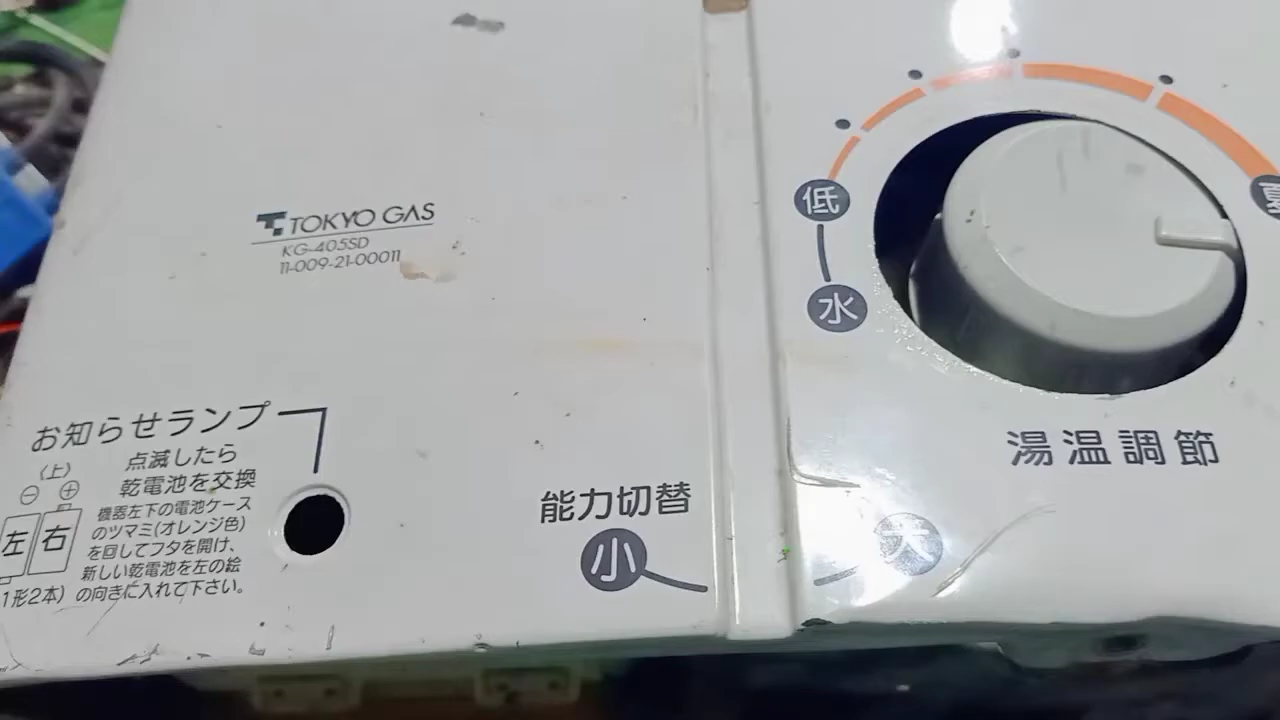 TOKYO GAS
KG-405SD
11-009-21-00011
低
水
湯温調節
お知らせランプ
点滅したら
乾電池を交換
(上)
⊖ ⊕
左 右
機器左下の電池ケース
のツマミ(オレンジ色)
を回してフタを開け、
新しい乾電池を左の絵
の向きに入れて下さい。
1形2本)
能力切替
小
大